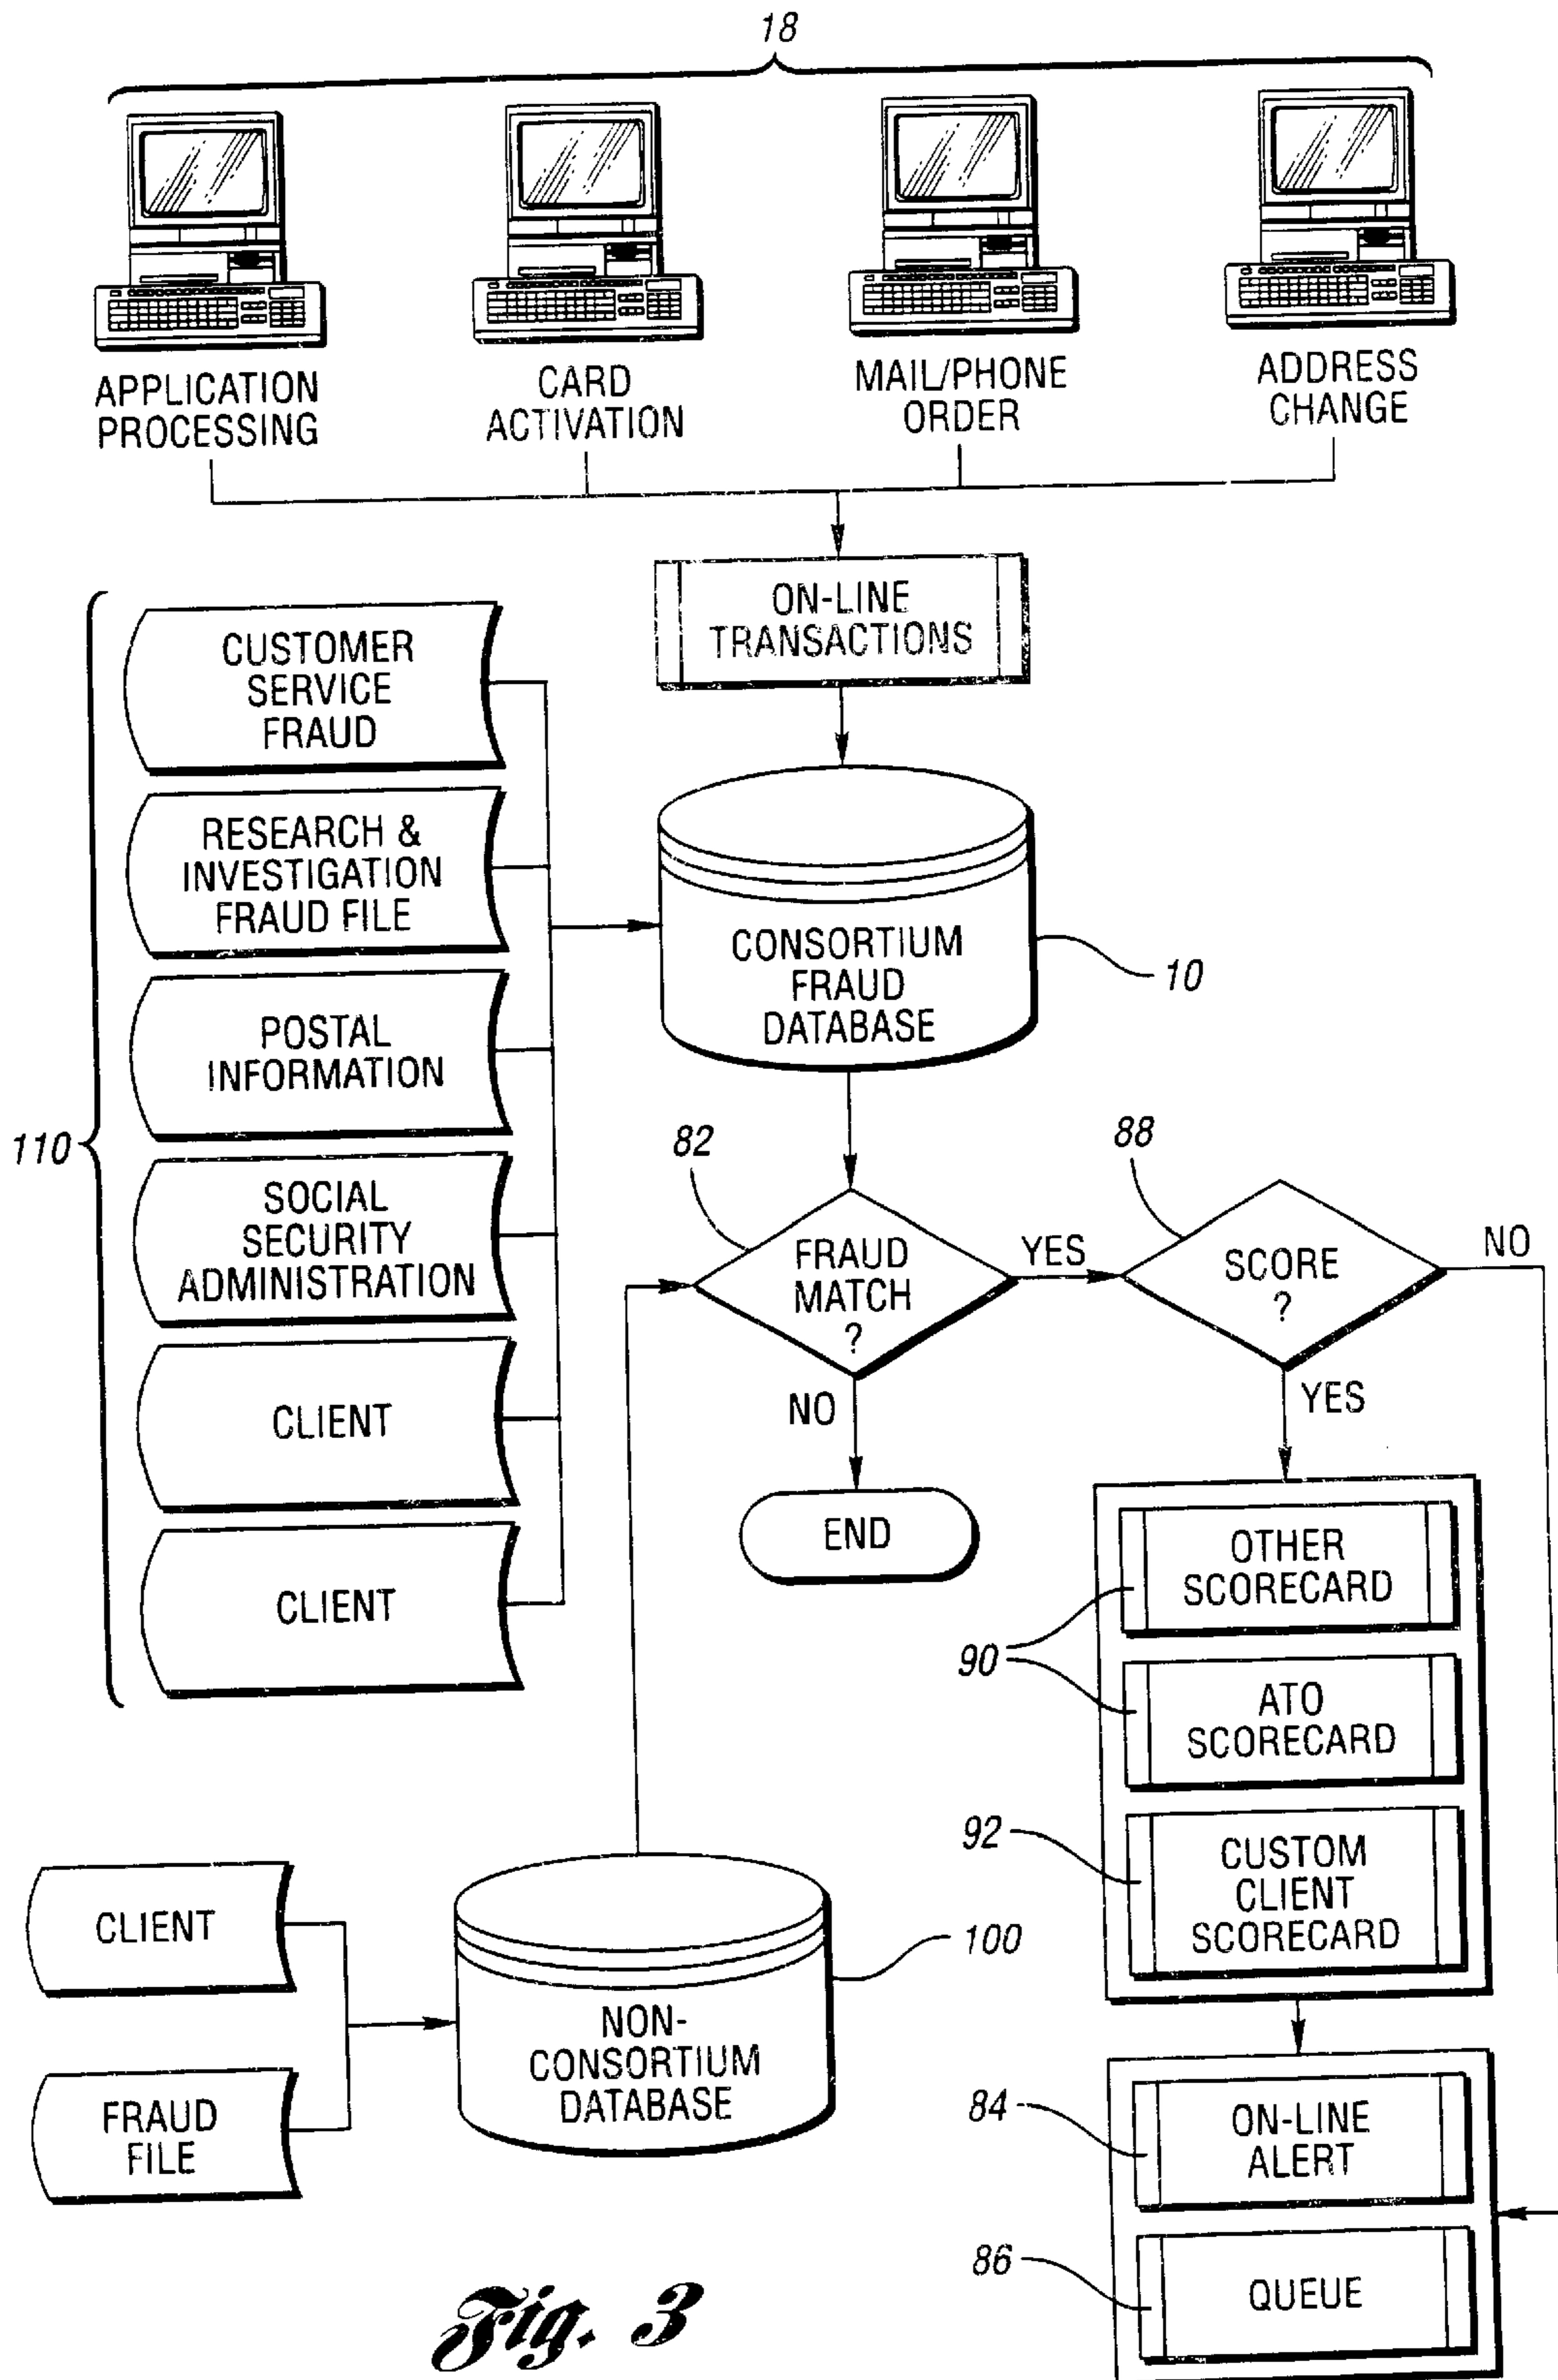 18
APPLICATION
PROCESSING
CARD
ACTIVATION
MAIL/PHONE
ORDER
ADDRESS
CHANGE
ON-LINE
TRANSACTIONS
110
CUSTOMER
SERVICE
FRAUD
RESEARCH &
INVESTIGATION
FRAUD FILE
POSTAL
INFORMATION
SOCIAL
SECURITY
ADMINISTRATION
CLIENT
CLIENT
CONSORTIUM
FRAUD
DATABASE
10
82
FRAUD
MATCH
?
YES
NO
END
88
SCORE
?
NO
YES
OTHER
SCORECARD
90
ATO
SCORECARD
92
CUSTOM
CLIENT
SCORECARD
CLIENT
FRAUD
FILE
NON-
CONSORTIUM
DATABASE
100
84
ON-LINE
ALERT
86
QUEUE
Fig. 3